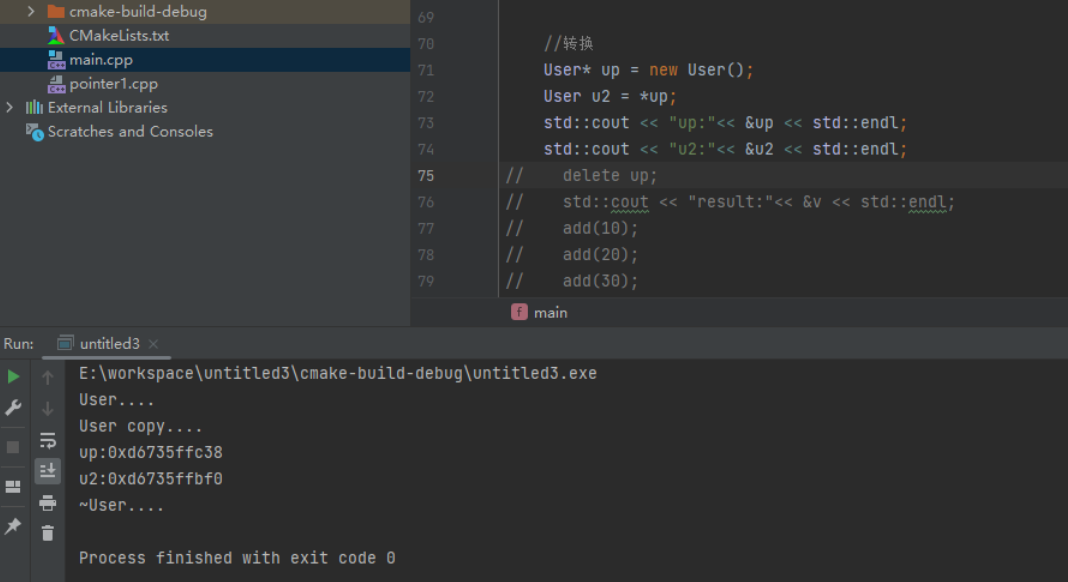 cmake-build-debug
CMakeLists.txt
main.cpp
pointer1.cpp
External Libraries
Scratches and Consoles
69
70 //转换
71 User* up = new User();
72 User u2 = *up;
73 std::cout << "up:"<< &up << std::endl;
74 std::cout << "u2:"<< &u2 << std::endl;
75 // delete up;
76 // std::cout << "result:"<< &v << std::endl;
77 // add(10);
78 // add(20);
79 // add(30);
f main
Run: untitled3
E:\workspace\untitled3\cmake-build-debug\untitled3.exe
User....
User copy....
up:0xd6735ffc38
u2:0xd6735ffbf0
~User....
Process finished with exit code 0